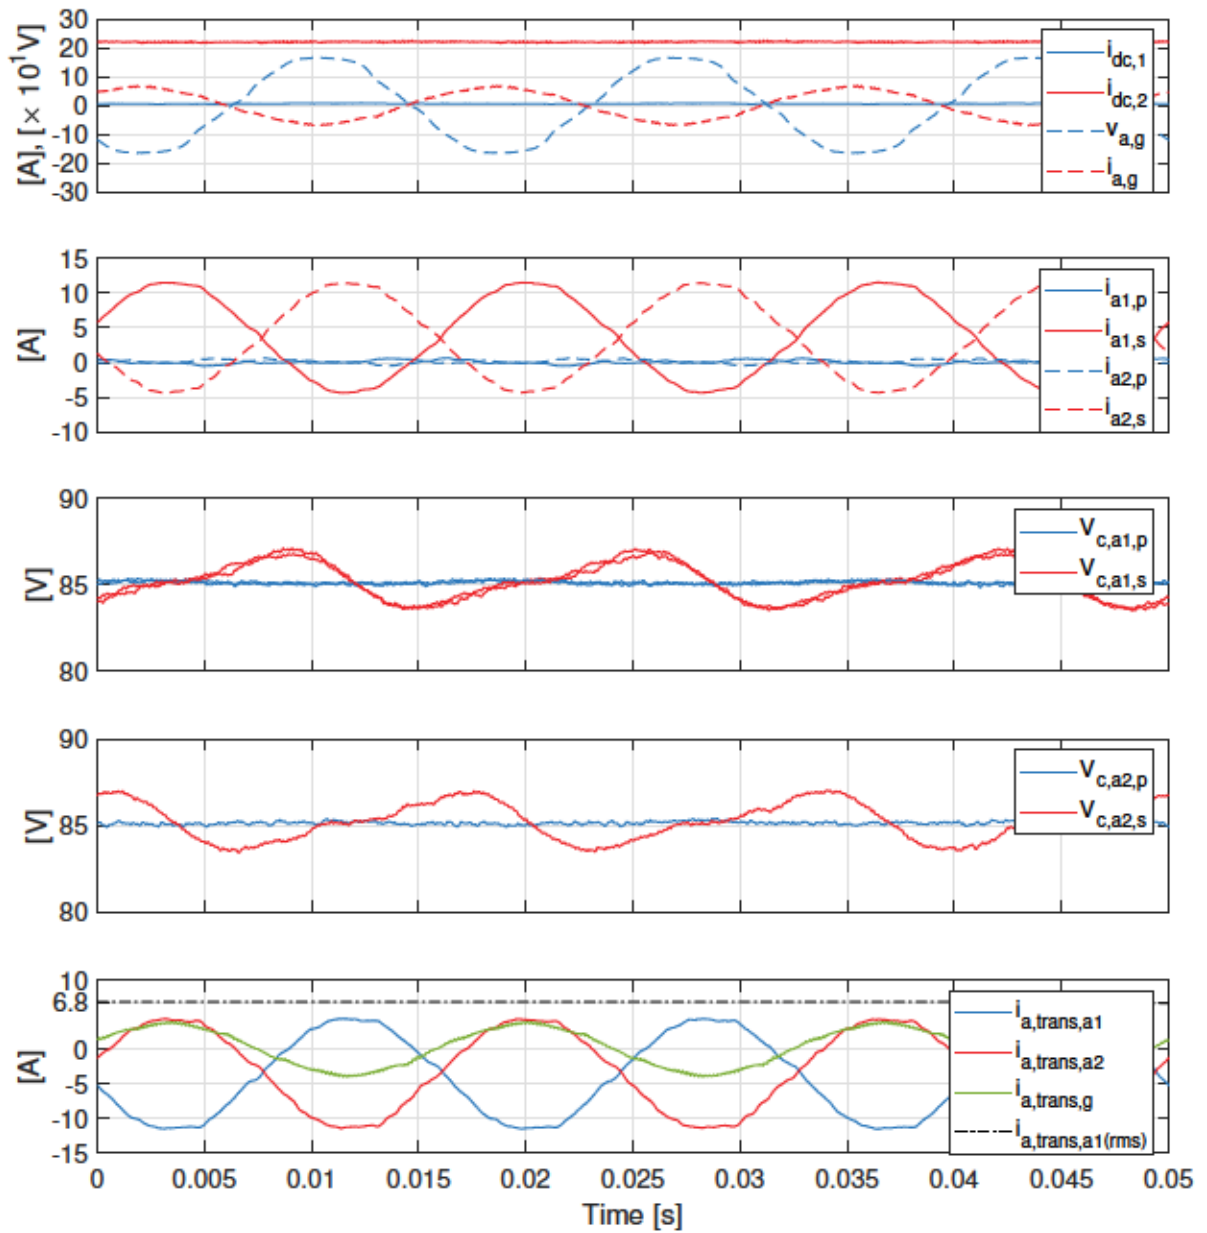 [A], [× 10¹V]
30
20
10
0
-10
-20
-30
i_dc,1
i_dc,2
v_a,g
i_a,g
[A]
15
10
5
0
-5
-10
i_a1,p
i_a1,s
i_a2,p
i_a2,s
[V]
90
85
80
V_c,a1,p
V_c,a1,s
[V]
90
85
80
V_c,a2,p
V_c,a2,s
[A]
10
6.8
0
-5
-10
-15
i_a,trans,a1
i_a,trans,a2
i_a,trans,g
i_a,trans,a1(rms)
0 0.005 0.01 0.015 0.02 0.025 0.03 0.035 0.04 0.045 0.05
Time [s]